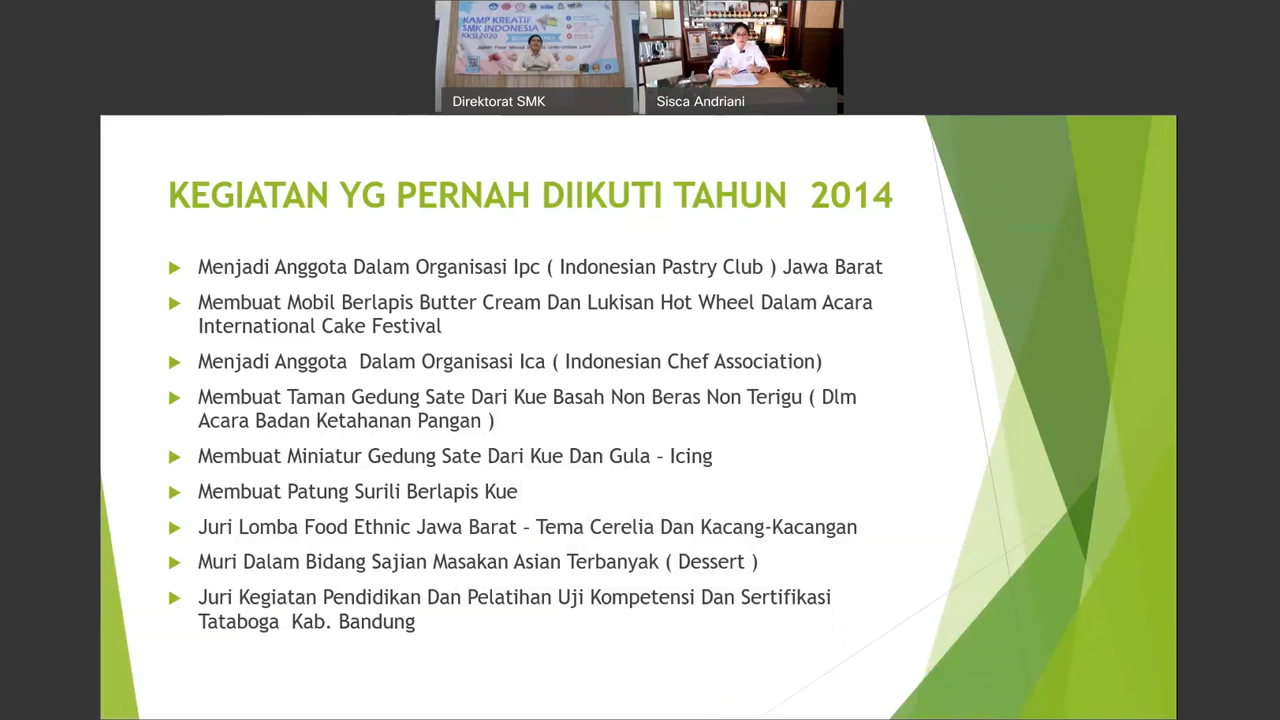 KAMP KREATIF
SMK INDONESIA
KKSI 2020
Direktorat SMK
Sisca Andriani
KEGIATAN YG PERNAH DIIKUTI TAHUN 2014
Menjadi Anggota Dalam Organisasi Ipc ( Indonesian Pastry Club ) Jawa Barat
Membuat Mobil Berlapis Butter Cream Dan Lukisan Hot Wheel Dalam Acara
International Cake Festival
Menjadi Anggota Dalam Organisasi Ica ( Indonesian Chef Association)
Membuat Taman Gedung Sate Dari Kue Basah Non Beras Non Terigu ( Dlm
Acara Badan Ketahanan Pangan )
Membuat Miniatur Gedung Sate Dari Kue Dan Gula – Icing
Membuat Patung Surili Berlapis Kue
Juri Lomba Food Ethnic Jawa Barat – Tema Cerelia Dan Kacang-Kacangan
Muri Dalam Bidang Sajian Masakan Asian Terbanyak ( Dessert )
Juri Kegiatan Pendidikan Dan Pelatihan Uji Kompetensi Dan Sertifikasi
Tataboga Kab. Bandung